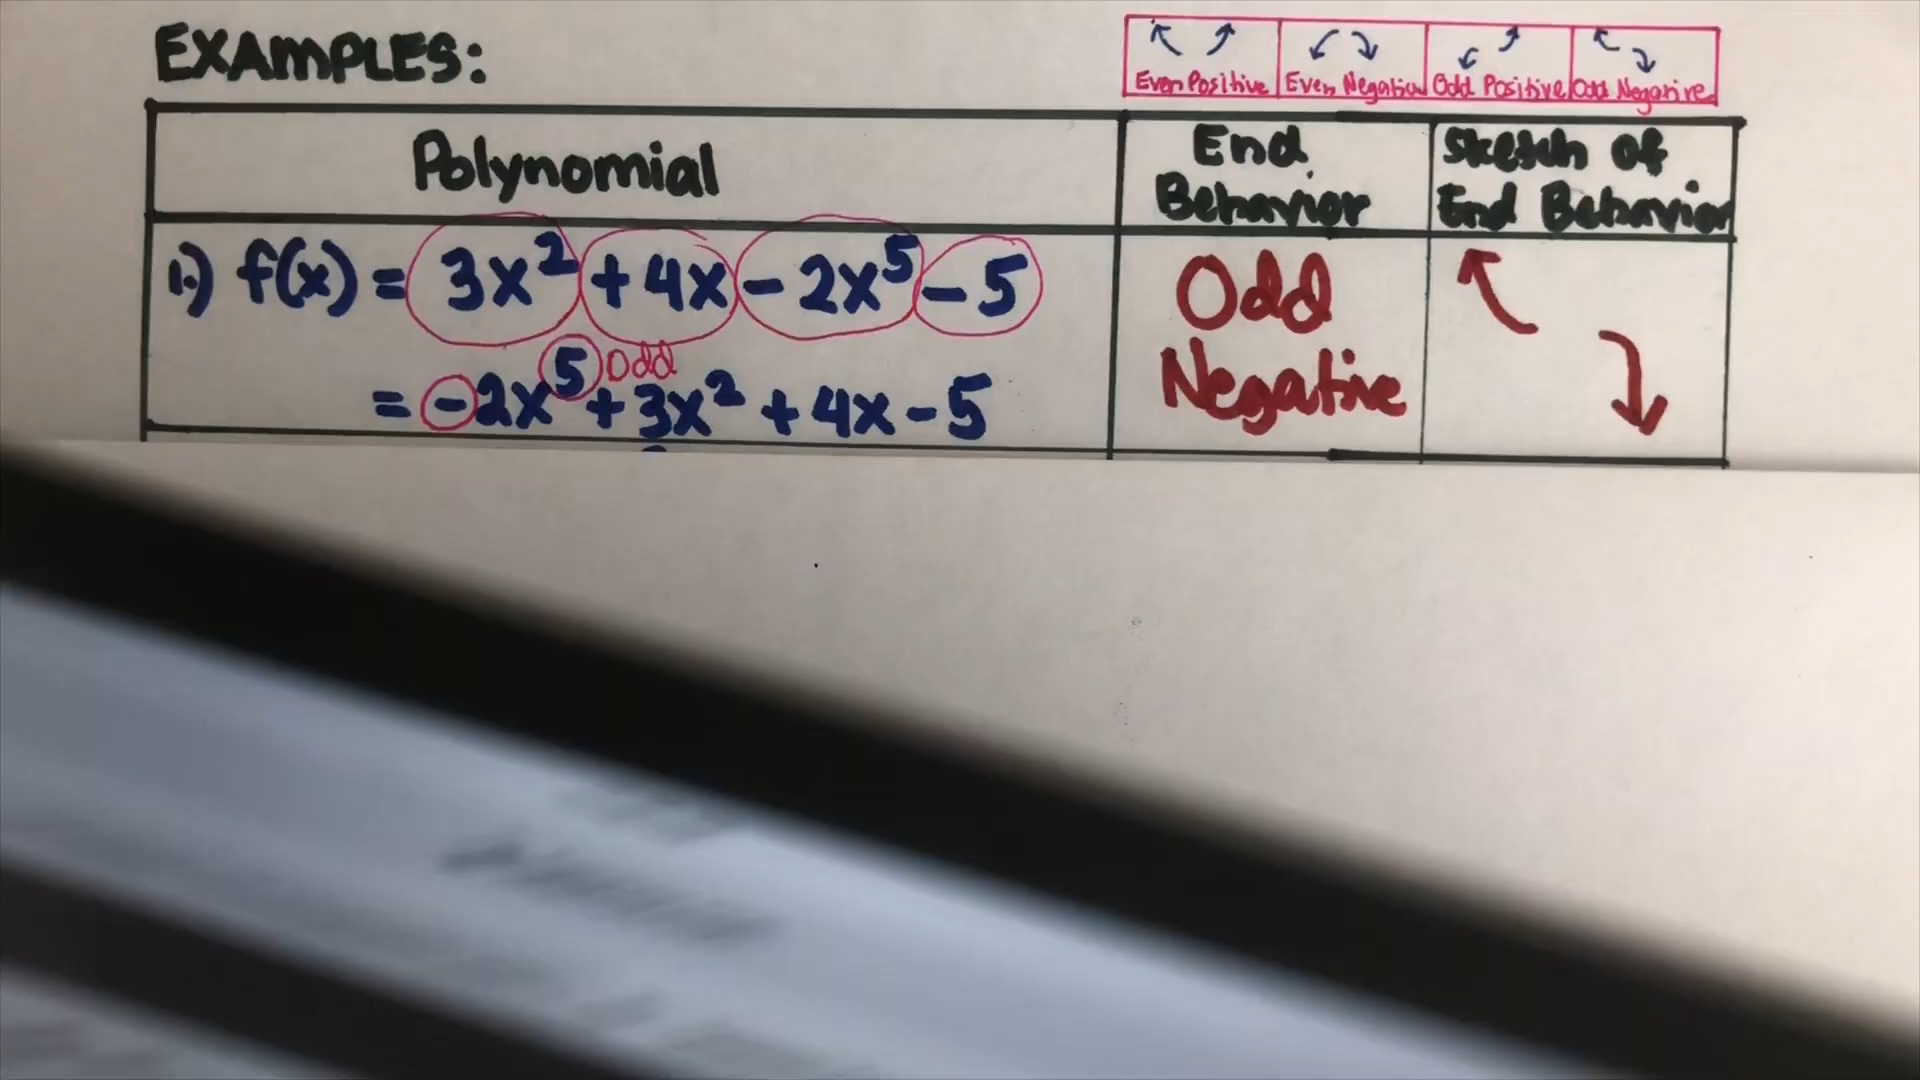 EXAMPLES:
Even Positive Even Negative Odd Positive Odd Negative
Polynomial
End Behavior
Sketch of End Behavior
1.) f(x) = 3x² + 4x - 2x⁵ - 5
Odd
= -2x⁵ + 3x² + 4x - 5
Odd
Negative